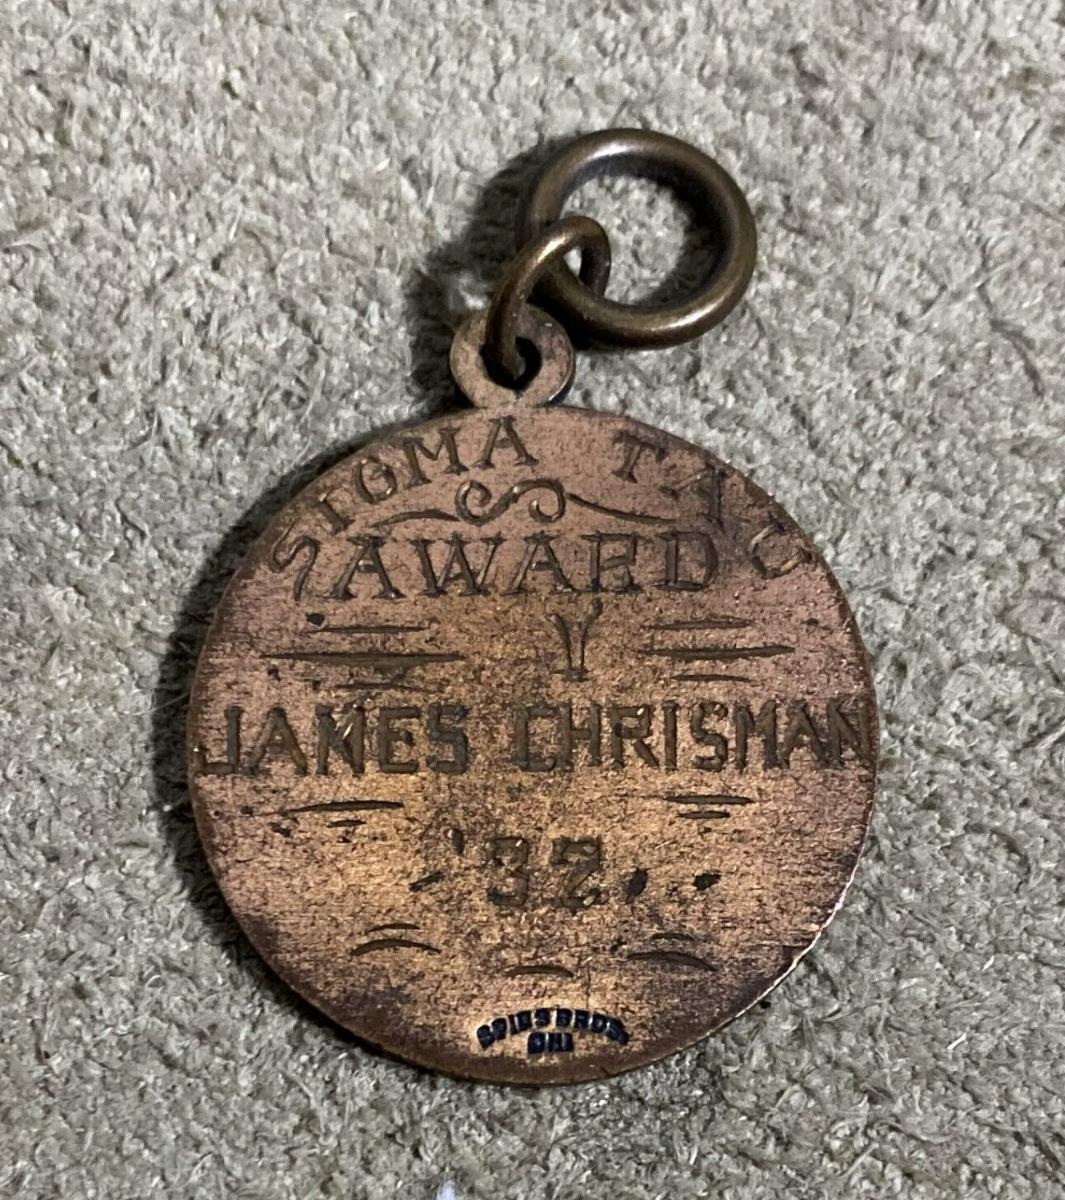 SIGMA TAU
AWARD
JAMES CHRISMAN
'32
SPIES BROS.
CHI